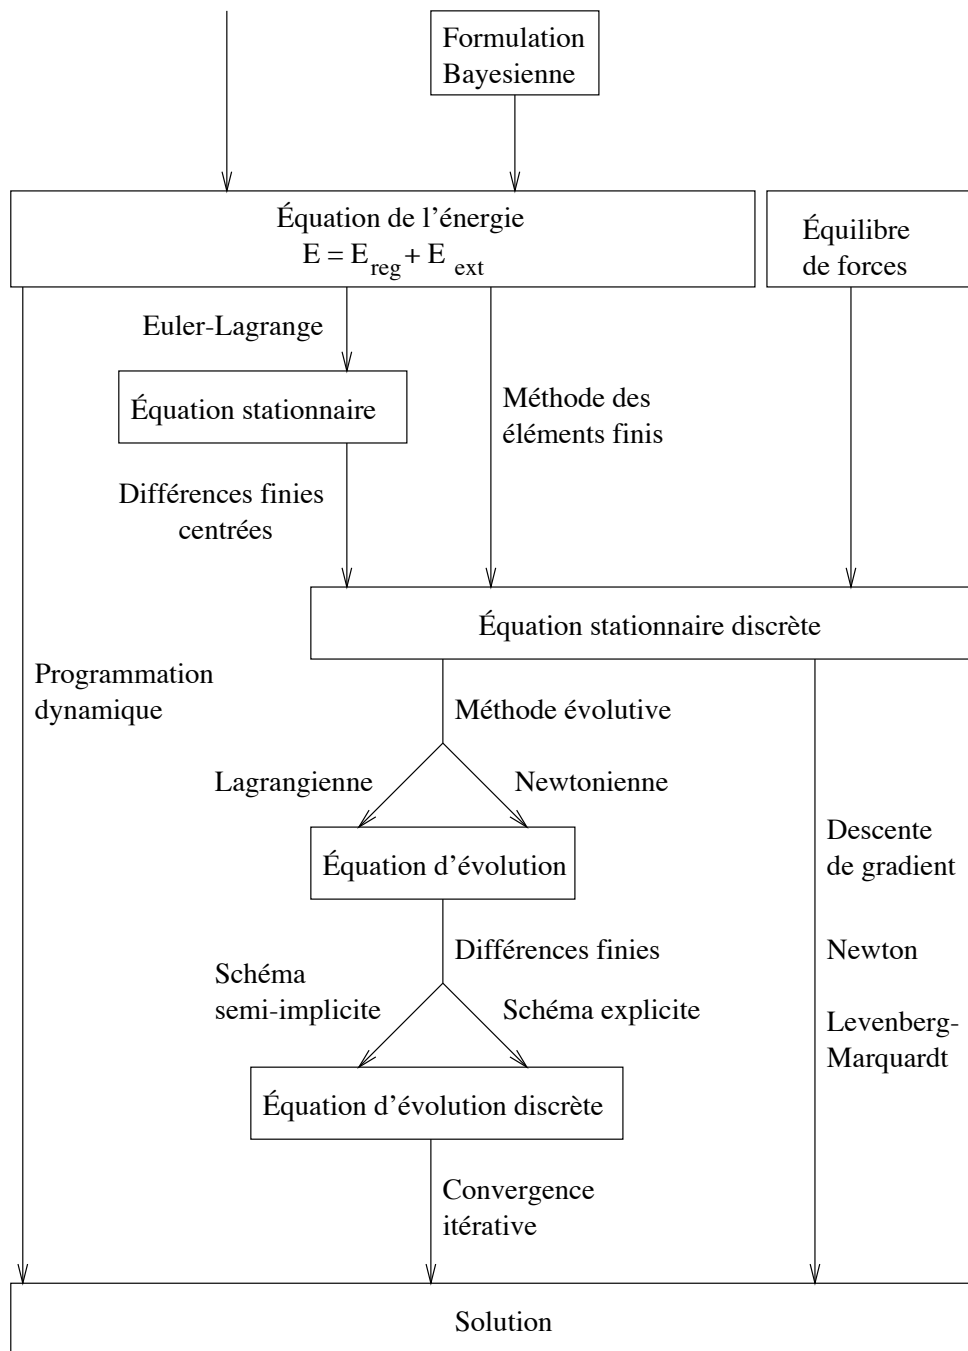 Formulation
Bayesienne
Équation de l'énergie
E = E reg + E ext
Équilibre
de forces
Euler-Lagrange
Équation stationnaire
Méthode des
éléments finis
Différences finies
centrées
Équation stationnaire discrète
Programmation
dynamique
Méthode évolutive
Lagrangienne
Newtonienne
Descente
de gradient
Équation d'évolution
Différences finies
Newton
Schéma
semi-implicite
Schéma explicite
Levenberg-
Marquardt
Équation d'évolution discrète
Convergence
itérative
Solution